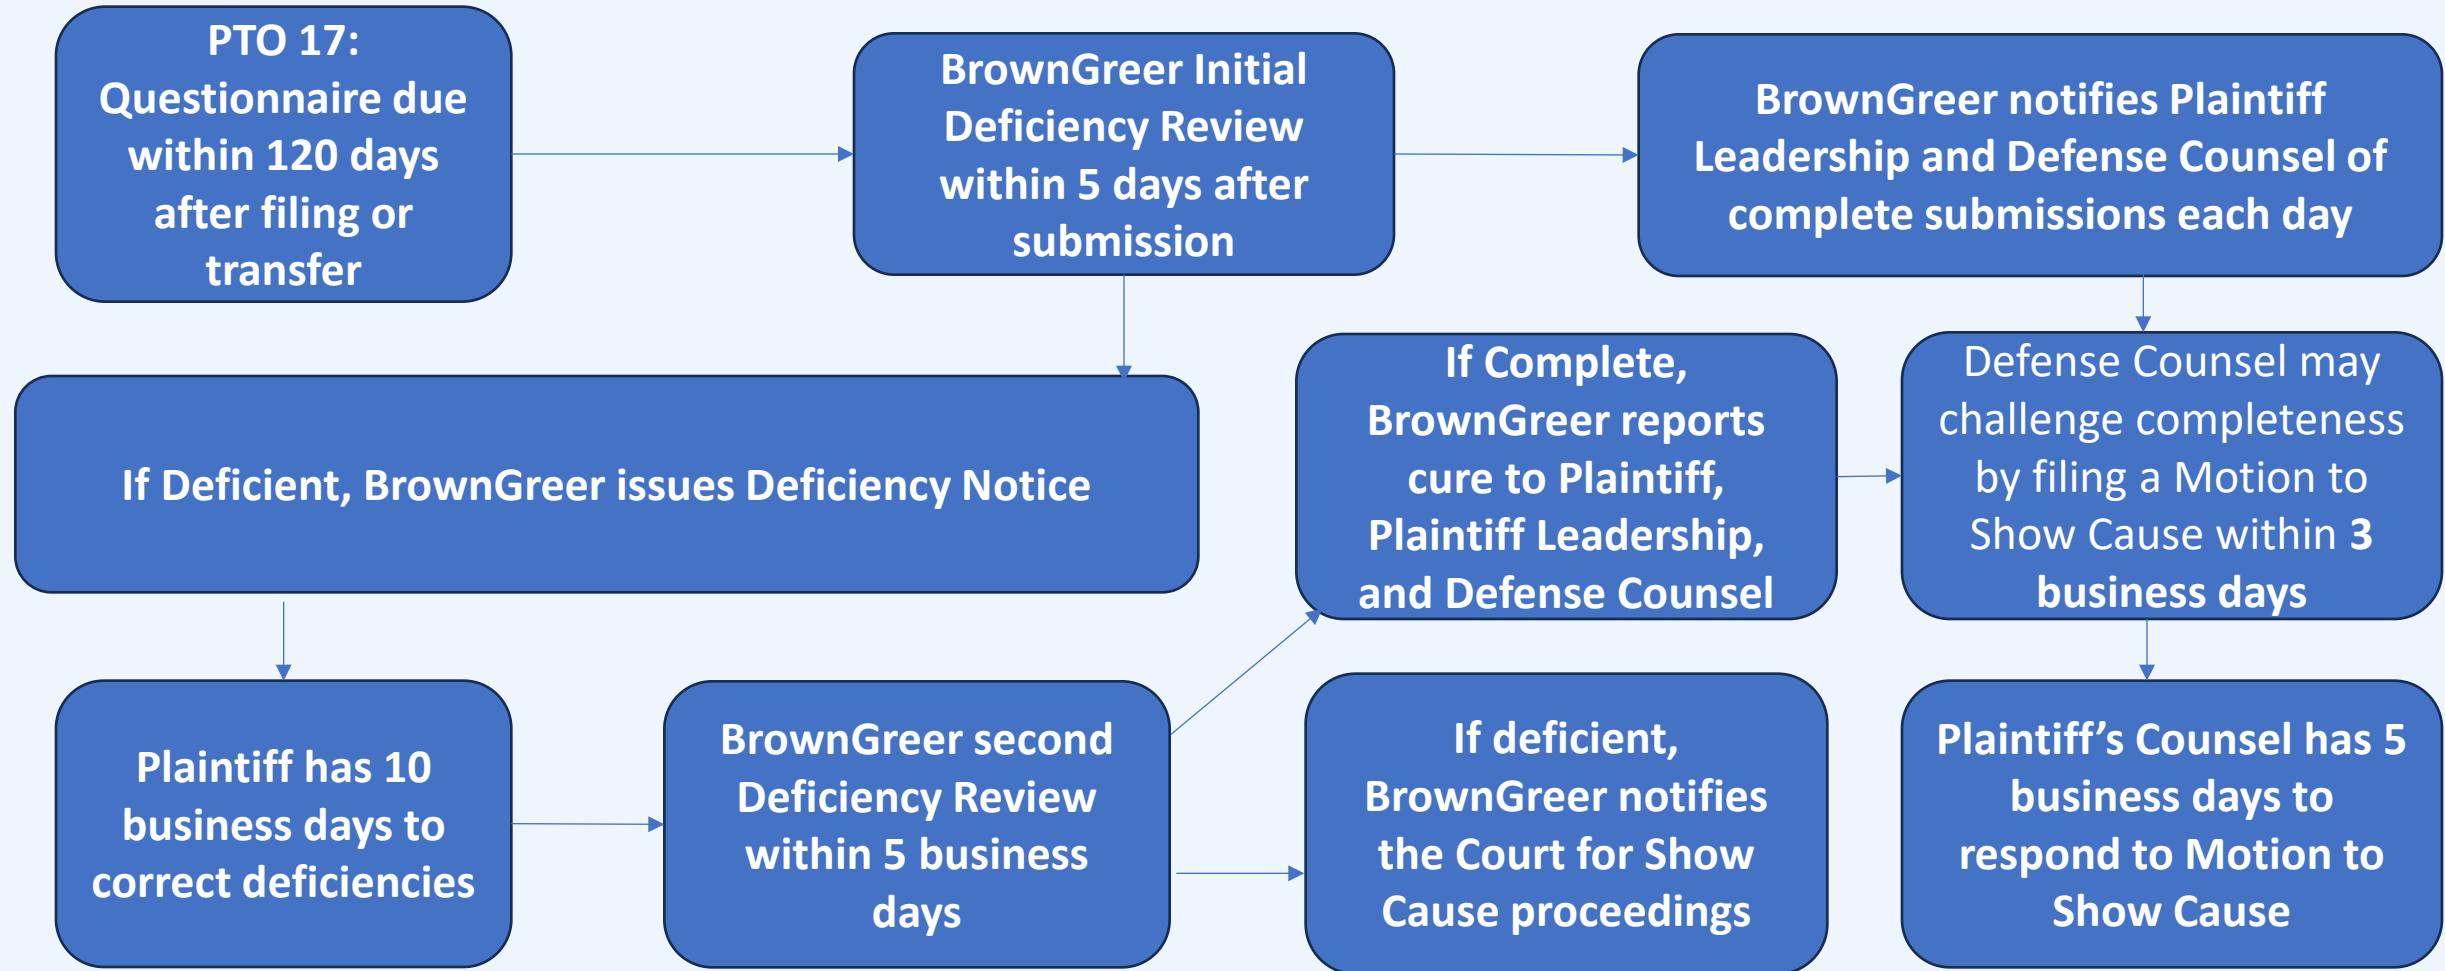 PTO 17:
Questionnaire due
within 120 days
after filing or
transfer
BrownGreer Initial
Deficiency Review
within 5 days after
submission
BrownGreer notifies Plaintiff
Leadership and Defense Counsel of
complete submissions each day
If Deficient, BrownGreer issues Deficiency Notice
If Complete,
BrownGreer reports
cure to Plaintiff,
Plaintiff Leadership,
and Defense Counsel
Defense Counsel may
challenge completeness
by filing a Motion to
Show Cause within 3
business days
Plaintiff has 10
business days to
correct deficiencies
BrownGreer second
Deficiency Review
within 5 business
days
If deficient,
BrownGreer notifies
the Court for Show
Cause proceedings
Plaintiff’s Counsel has 5
business days to
respond to Motion to
Show Cause